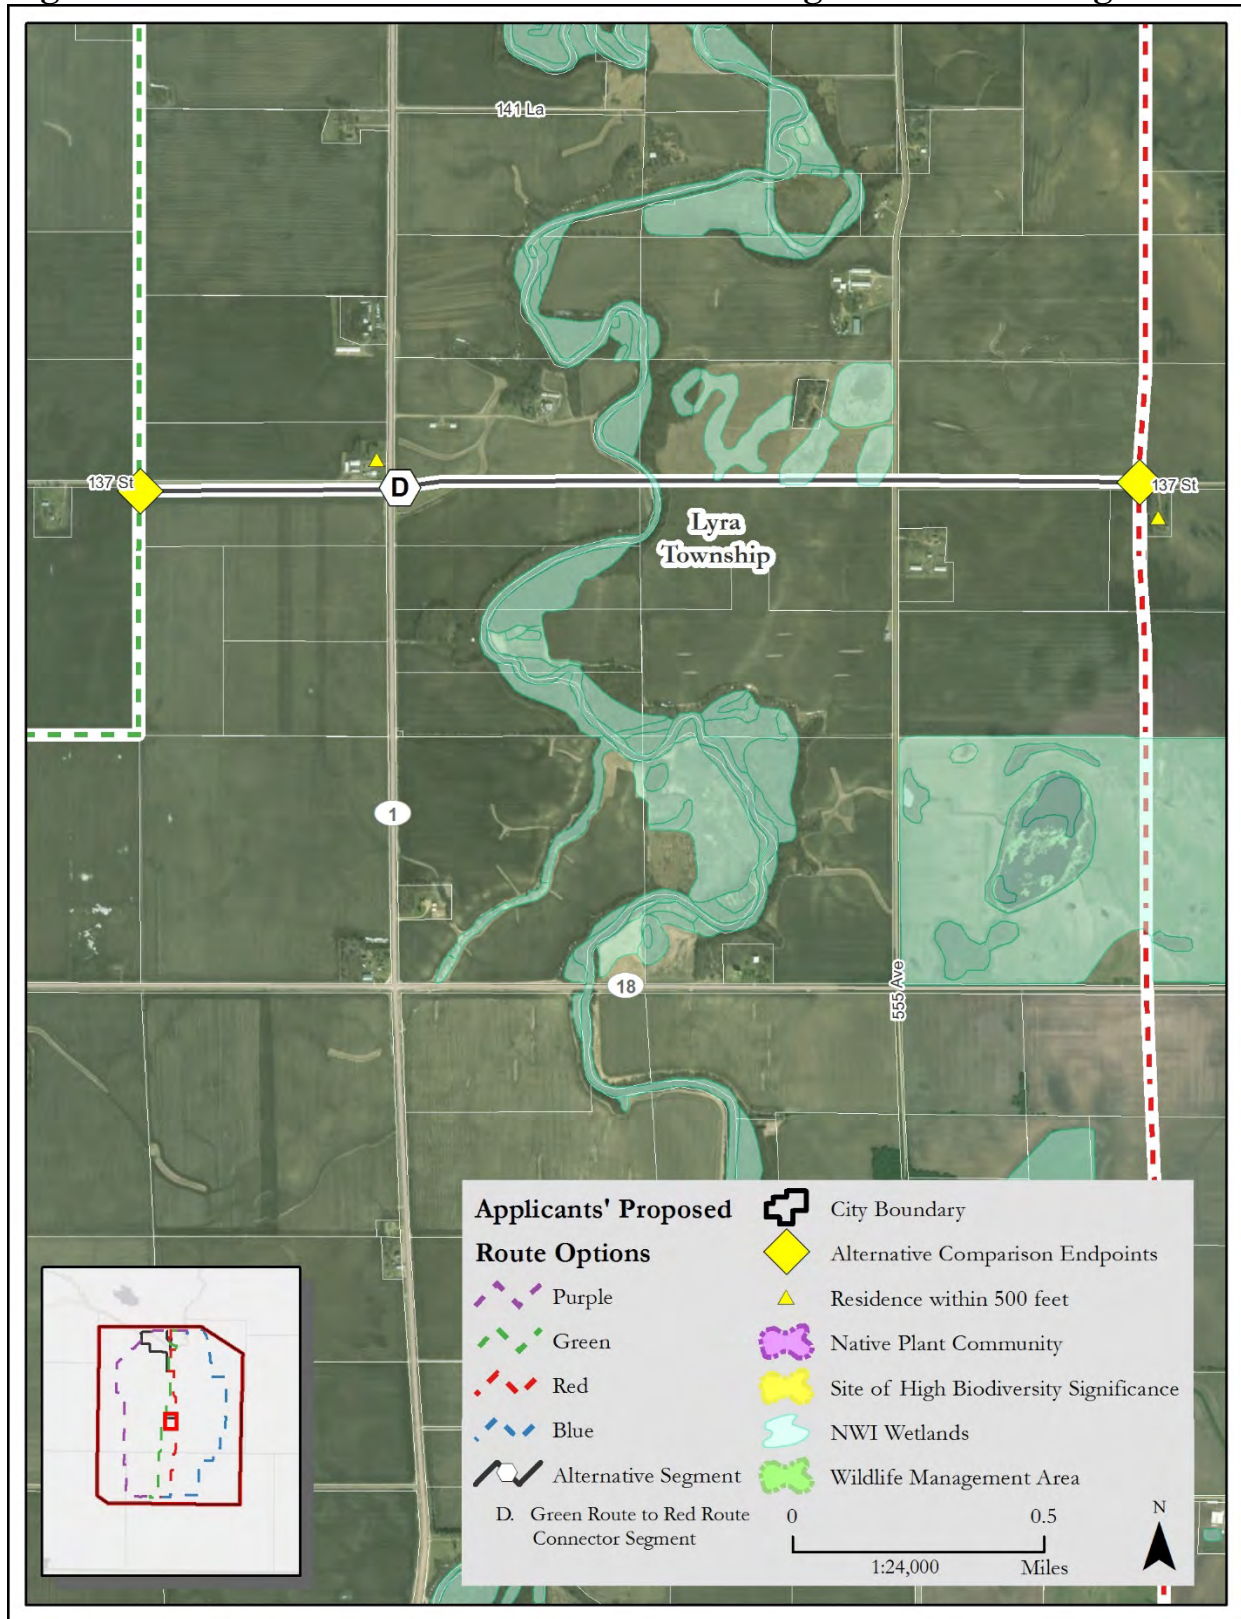 141 La
137 St
D
137 St
Lyra
Township
1
18
555 Ave
Applicants' Proposed
Route Options
Purple
Green
Red
Blue
Alternative Segment
D. Green Route to Red Route
Connector Segment
City Boundary
Alternative Comparison Endpoints
Residence within 500 feet
Native Plant Community
Site of High Biodiversity Significance
NWI Wetlands
Wildlife Management Area
0 0.5
1:24,000 Miles
N